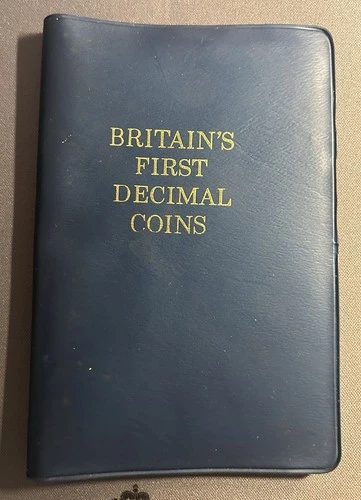 BRITAIN'S
FIRST
DECIMAL
COINS